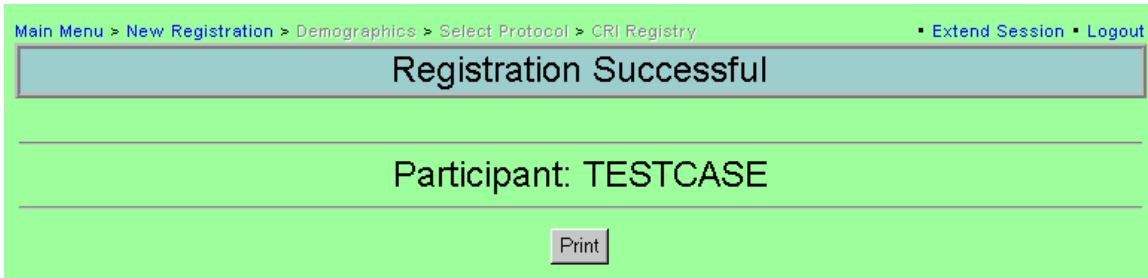 Main Menu > New Registration > Demographics > Select Protocol > CRI Registry ▪ Extend Session ▪ Logout
Registration Successful
Participant: TESTCASE
Print